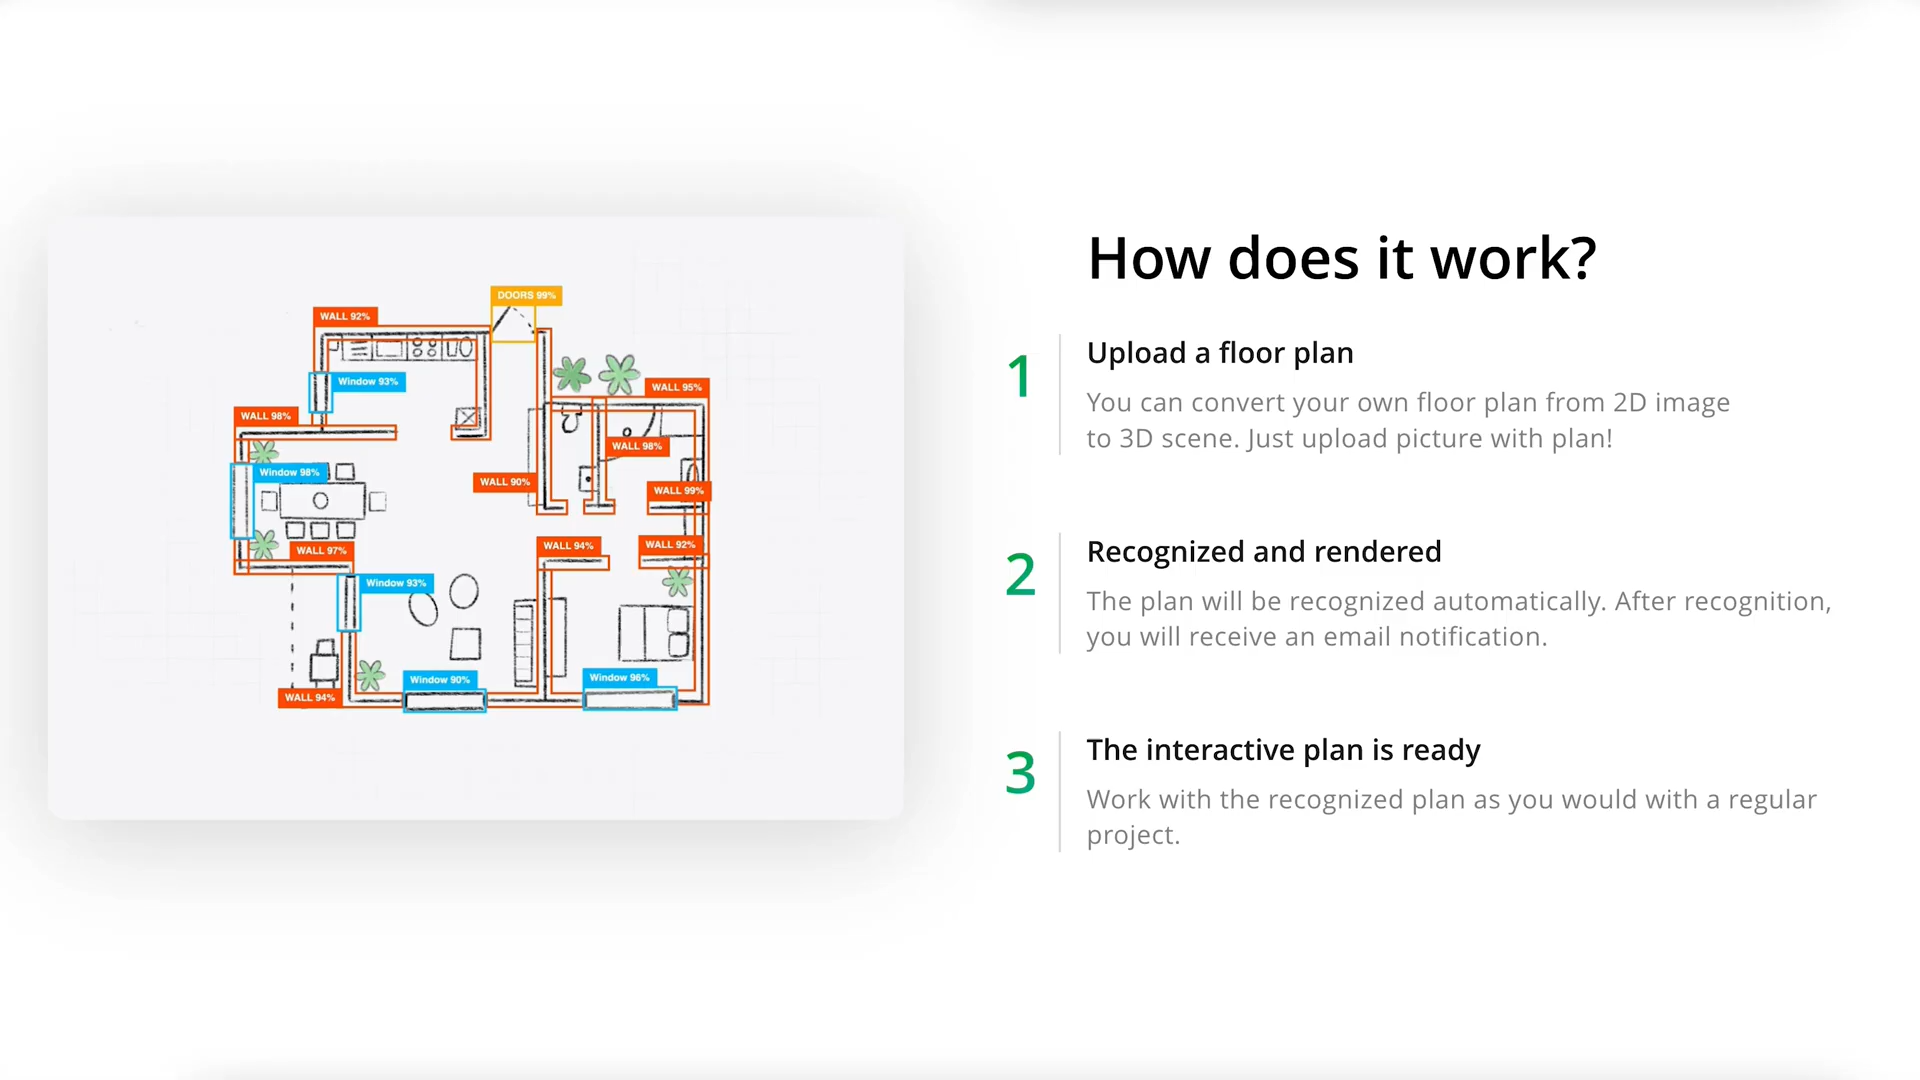 DOORS 99%
WALL 92%
Window 93%
WALL 95%
WALL 98%
WALL 98%
Window 98%
WALL 90%
WALL 99%
WALL 97%
WALL 94%
WALL 92%
Window 93%
Window 90%
Window 96%
WALL 94%
How does it work?
1
Upload a floor plan
You can convert your own floor plan from 2D image
to 3D scene. Just upload picture with plan!
2
Recognized and rendered
The plan will be recognized automatically. After recognition,
you will receive an email notification.
3
The interactive plan is ready
Work with the recognized plan as you would with a regular
project.